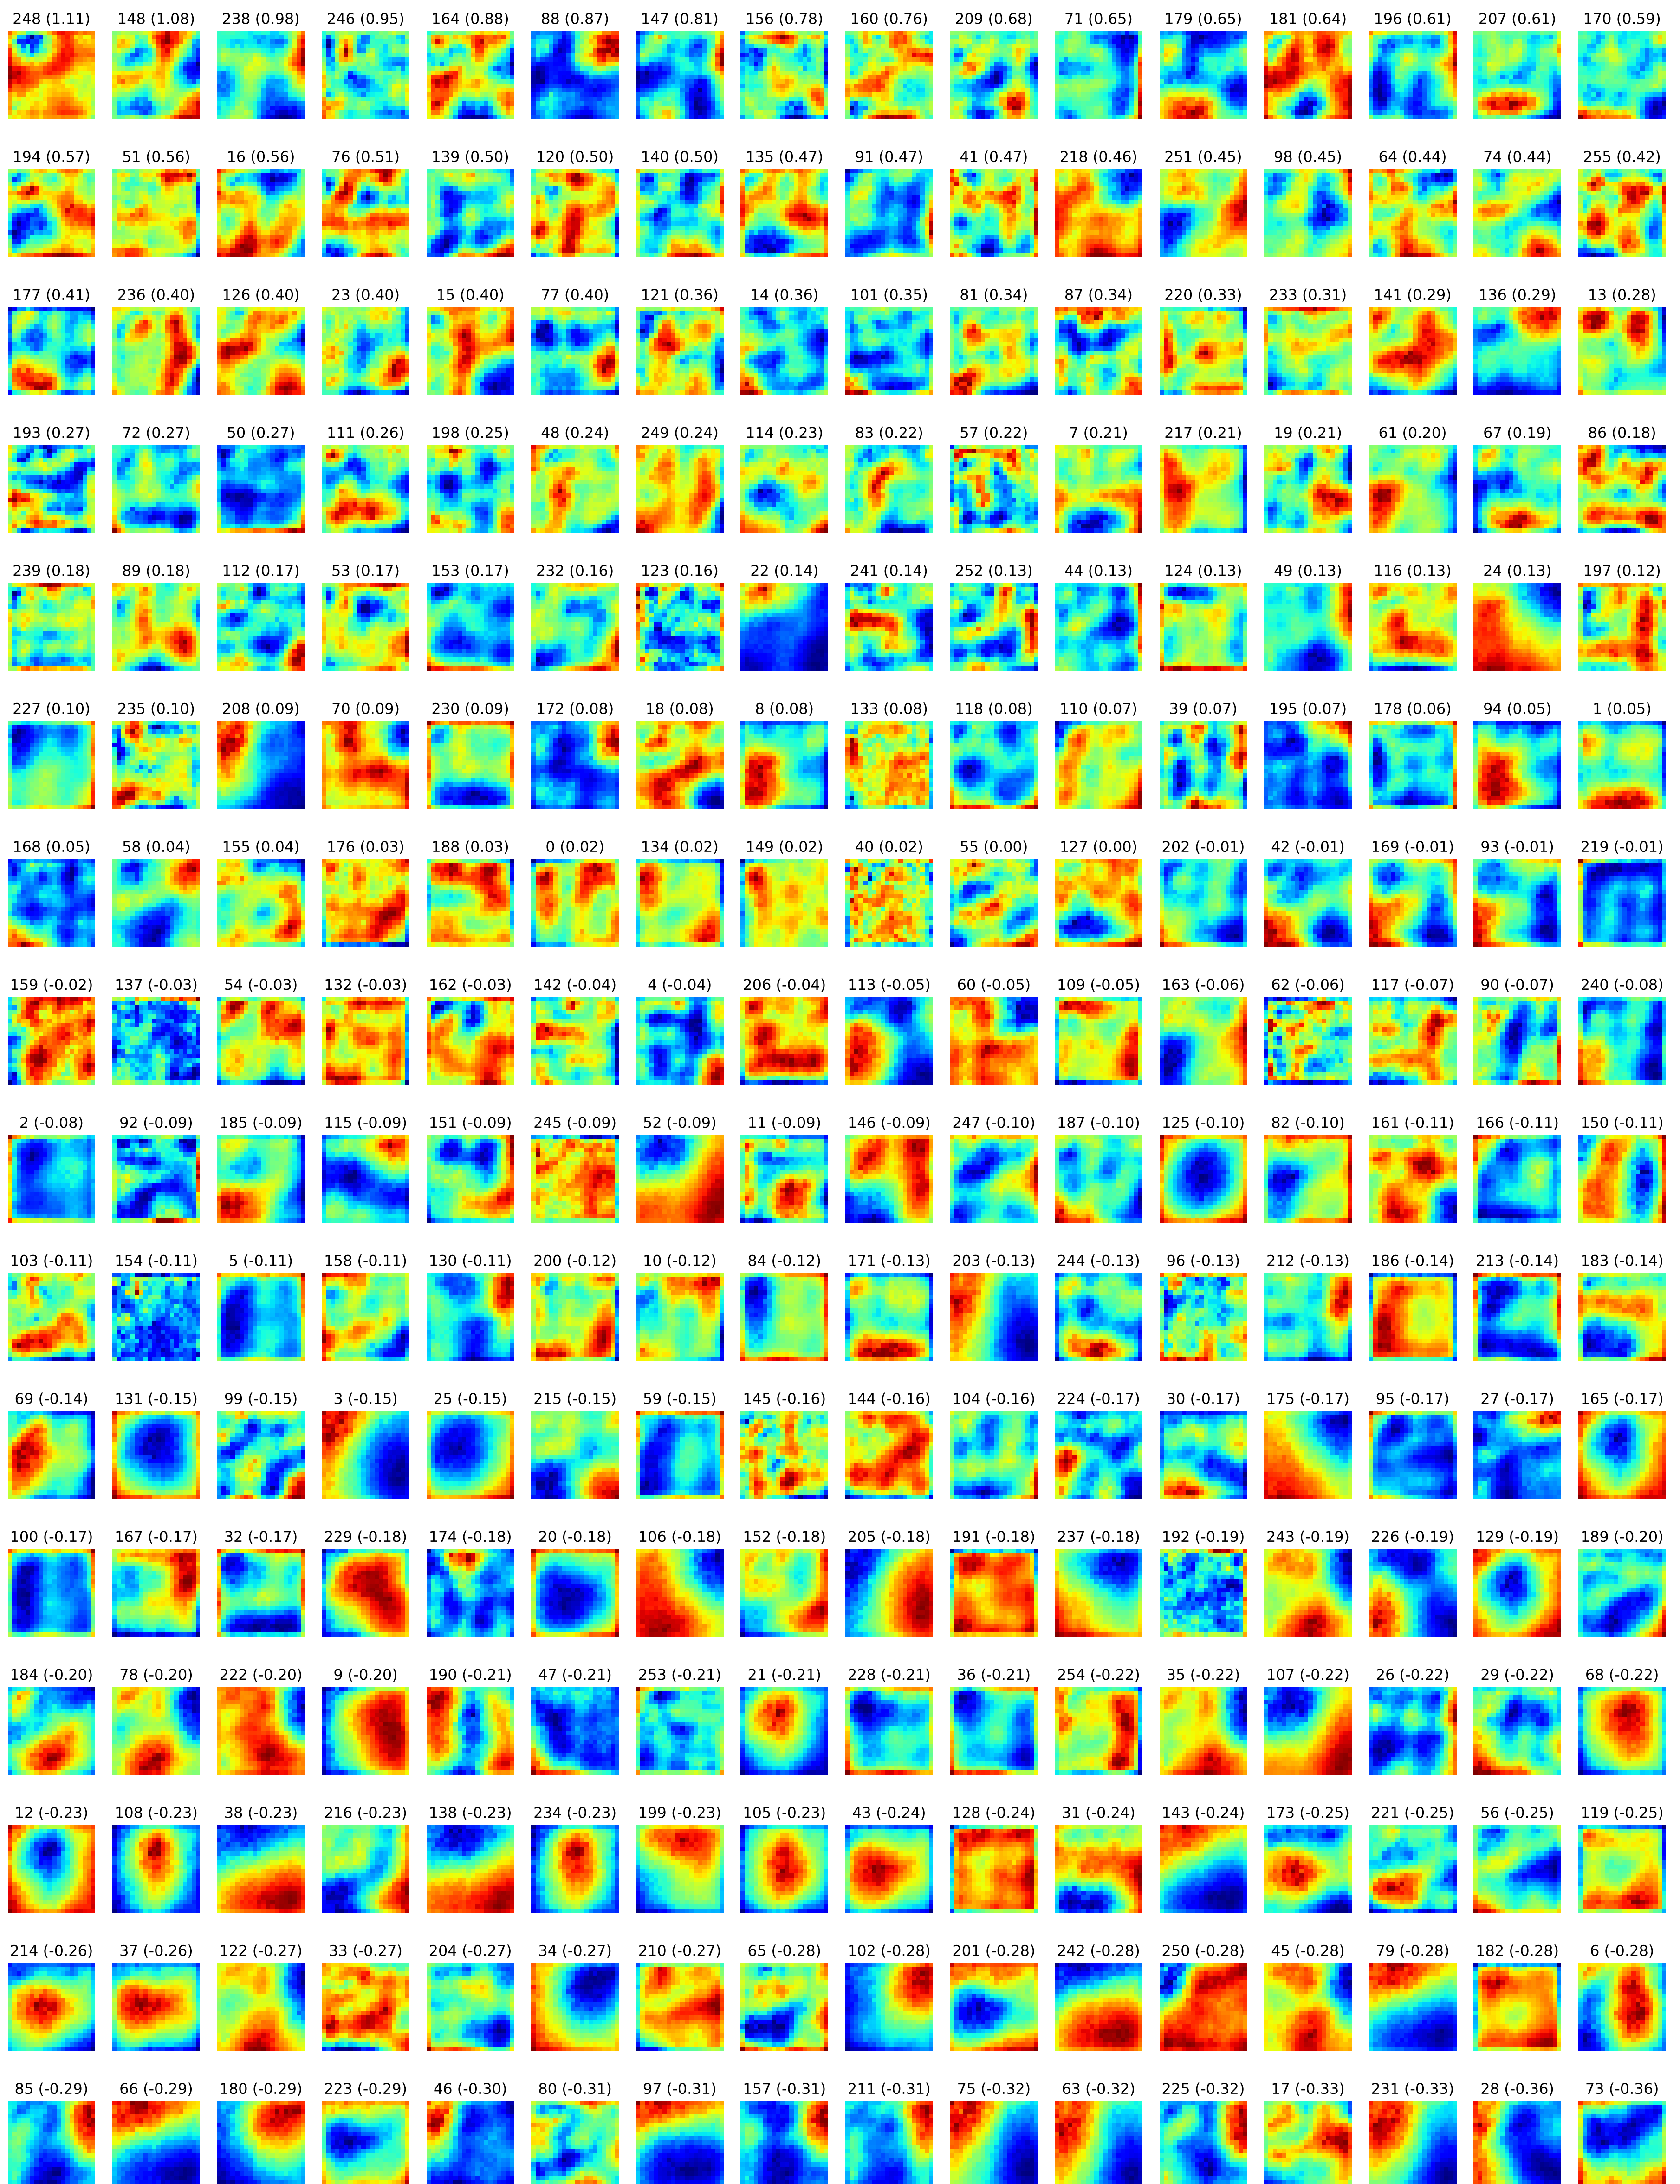 248 (1.11) 148 (1.08) 238 (0.98) 246 (0.95) 164 (0.88) 88 (0.87) 147 (0.81) 156 (0.78) 160 (0.76) 209 (0.68) 71 (0.65) 179 (0.65) 181 (0.64) 196 (0.61) 207 (0.61) 170 (0.59)
194 (0.57) 51 (0.56) 16 (0.56) 76 (0.51) 139 (0.50) 120 (0.50) 140 (0.50) 135 (0.47) 91 (0.47) 41 (0.47) 218 (0.46) 251 (0.45) 98 (0.45) 64 (0.44) 74 (0.44) 255 (0.42)
177 (0.41) 236 (0.40) 126 (0.40) 23 (0.40) 15 (0.40) 77 (0.40) 121 (0.36) 14 (0.36) 101 (0.35) 81 (0.34) 87 (0.34) 220 (0.33) 233 (0.31) 141 (0.29) 136 (0.29) 13 (0.28)
193 (0.27) 72 (0.27) 50 (0.27) 111 (0.26) 198 (0.25) 48 (0.24) 249 (0.24) 114 (0.23) 83 (0.22) 57 (0.22) 7 (0.21) 217 (0.21) 19 (0.21) 61 (0.20) 67 (0.19) 86 (0.18)
239 (0.18) 89 (0.18) 112 (0.17) 53 (0.17) 153 (0.17) 232 (0.16) 123 (0.16) 22 (0.14) 241 (0.14) 252 (0.13) 44 (0.13) 124 (0.13) 49 (0.13) 116 (0.13) 24 (0.13) 197 (0.12)
227 (0.10) 235 (0.10) 208 (0.09) 70 (0.09) 230 (0.09) 172 (0.08) 18 (0.08) 8 (0.08) 133 (0.08) 118 (0.08) 110 (0.07) 39 (0.07) 195 (0.07) 178 (0.06) 94 (0.05) 1 (0.05)
168 (0.05) 58 (0.04) 155 (0.04) 176 (0.03) 188 (0.03) 0 (0.02) 134 (0.02) 149 (0.02) 40 (0.02) 55 (0.00) 127 (0.00) 202 (-0.01) 42 (-0.01) 169 (-0.01) 93 (-0.01) 219 (-0.01)
159 (-0.02) 137 (-0.03) 54 (-0.03) 132 (-0.03) 162 (-0.03) 142 (-0.04) 4 (-0.04) 206 (-0.04) 113 (-0.05) 60 (-0.05) 109 (-0.05) 163 (-0.06) 62 (-0.06) 117 (-0.07) 90 (-0.07) 240 (-0.08)
2 (-0.08) 92 (-0.09) 185 (-0.09) 115 (-0.09) 151 (-0.09) 245 (-0.09) 52 (-0.09) 11 (-0.09) 146 (-0.09) 247 (-0.10) 187 (-0.10) 125 (-0.10) 82 (-0.10) 161 (-0.11) 166 (-0.11) 150 (-0.11)
103 (-0.11) 154 (-0.11) 5 (-0.11) 158 (-0.11) 130 (-0.11) 200 (-0.12) 10 (-0.12) 84 (-0.12) 171 (-0.13) 203 (-0.13) 244 (-0.13) 96 (-0.13) 212 (-0.13) 186 (-0.14) 213 (-0.14) 183 (-0.14)
69 (-0.14) 131 (-0.15) 99 (-0.15) 3 (-0.15) 25 (-0.15) 215 (-0.15) 59 (-0.15) 145 (-0.16) 144 (-0.16) 104 (-0.16) 224 (-0.17) 30 (-0.17) 175 (-0.17) 95 (-0.17) 27 (-0.17) 165 (-0.17)
100 (-0.17) 167 (-0.17) 32 (-0.17) 229 (-0.18) 174 (-0.18) 20 (-0.18) 106 (-0.18) 152 (-0.18) 205 (-0.18) 191 (-0.18) 237 (-0.18) 192 (-0.19) 243 (-0.19) 226 (-0.19) 129 (-0.19) 189 (-0.20)
184 (-0.20) 78 (-0.20) 222 (-0.20) 9 (-0.20) 190 (-0.21) 47 (-0.21) 253 (-0.21) 21 (-0.21) 228 (-0.21) 36 (-0.21) 254 (-0.22) 35 (-0.22) 107 (-0.22) 26 (-0.22) 29 (-0.22) 68 (-0.22)
12 (-0.23) 108 (-0.23) 38 (-0.23) 216 (-0.23) 138 (-0.23) 234 (-0.23) 199 (-0.23) 105 (-0.23) 43 (-0.24) 128 (-0.24) 31 (-0.24) 143 (-0.24) 173 (-0.25) 221 (-0.25) 56 (-0.25) 119 (-0.25)
214 (-0.26) 37 (-0.26) 122 (-0.27) 33 (-0.27) 204 (-0.27) 34 (-0.27) 210 (-0.27) 65 (-0.28) 102 (-0.28) 201 (-0.28) 242 (-0.28) 250 (-0.28) 45 (-0.28) 79 (-0.28) 182 (-0.28) 6 (-0.28)
85 (-0.29) 66 (-0.29) 180 (-0.29) 223 (-0.29) 46 (-0.30) 80 (-0.31) 97 (-0.31) 157 (-0.31) 211 (-0.31) 75 (-0.32) 63 (-0.32) 225 (-0.32) 17 (-0.33) 231 (-0.33) 28 (-0.36) 73 (-0.36)